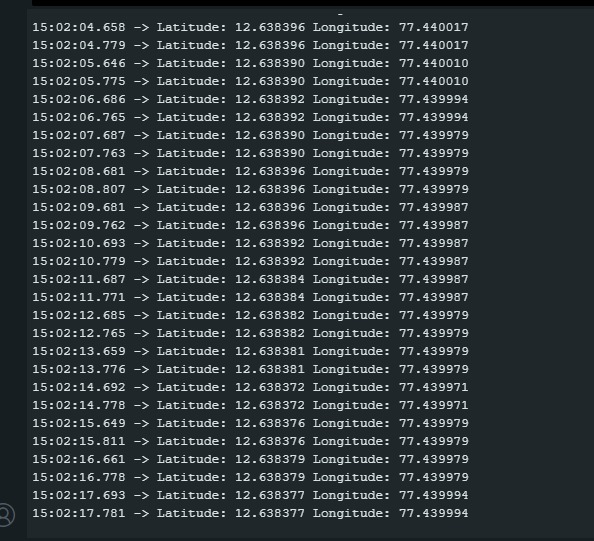 15:02:04.658 -> Latitude: 12.638396 Longitude: 77.440017
15:02:04.779 -> Latitude: 12.638396 Longitude: 77.440017
15:02:05.646 -> Latitude: 12.638390 Longitude: 77.440010
15:02:05.775 -> Latitude: 12.638390 Longitude: 77.440010
15:02:06.686 -> Latitude: 12.638392 Longitude: 77.439994
15:02:06.765 -> Latitude: 12.638392 Longitude: 77.439994
15:02:07.687 -> Latitude: 12.638390 Longitude: 77.439979
15:02:07.763 -> Latitude: 12.638390 Longitude: 77.439979
15:02:08.681 -> Latitude: 12.638396 Longitude: 77.439979
15:02:08.807 -> Latitude: 12.638396 Longitude: 77.439979
15:02:09.681 -> Latitude: 12.638396 Longitude: 77.439987
15:02:09.762 -> Latitude: 12.638396 Longitude: 77.439987
15:02:10.693 -> Latitude: 12.638392 Longitude: 77.439987
15:02:10.779 -> Latitude: 12.638392 Longitude: 77.439987
15:02:11.687 -> Latitude: 12.638384 Longitude: 77.439987
15:02:11.771 -> Latitude: 12.638384 Longitude: 77.439987
15:02:12.685 -> Latitude: 12.638382 Longitude: 77.439979
15:02:12.765 -> Latitude: 12.638382 Longitude: 77.439979
15:02:13.659 -> Latitude: 12.638381 Longitude: 77.439979
15:02:13.776 -> Latitude: 12.638381 Longitude: 77.439979
15:02:14.692 -> Latitude: 12.638372 Longitude: 77.439971
15:02:14.778 -> Latitude: 12.638372 Longitude: 77.439971
15:02:15.649 -> Latitude: 12.638376 Longitude: 77.439979
15:02:15.811 -> Latitude: 12.638376 Longitude: 77.439979
15:02:16.661 -> Latitude: 12.638379 Longitude: 77.439979
15:02:16.778 -> Latitude: 12.638379 Longitude: 77.439979
15:02:17.693 -> Latitude: 12.638377 Longitude: 77.439994
15:02:17.781 -> Latitude: 12.638377 Longitude: 77.439994